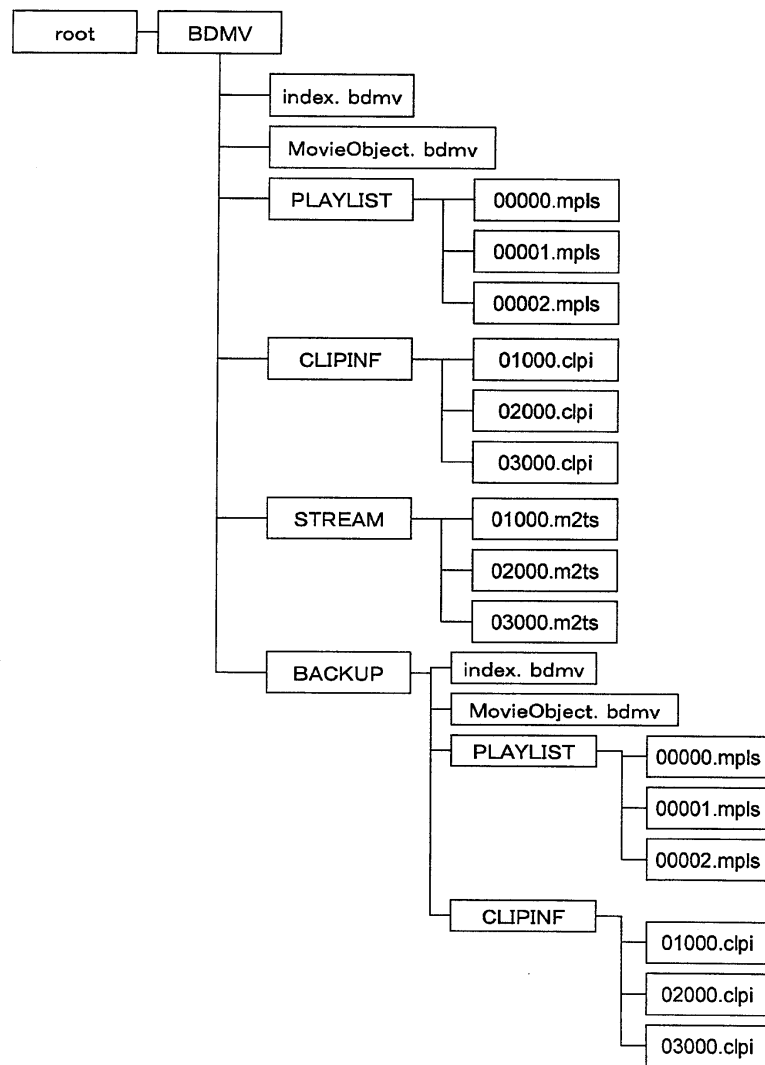 root
BDMV
index. bdmv
MovieObject. bdmv
PLAYLIST
00000.mpls
00001.mpls
00002.mpls
CLIPINF
01000.clpi
02000.clpi
03000.clpi
STREAM
01000.m2ts
02000.m2ts
03000.m2ts
BACKUP
index. bdmv
MovieObject. bdmv
PLAYLIST
00000.mpls
00001.mpls
00002.mpls
CLIPINF
01000.clpi
02000.clpi
03000.clpi